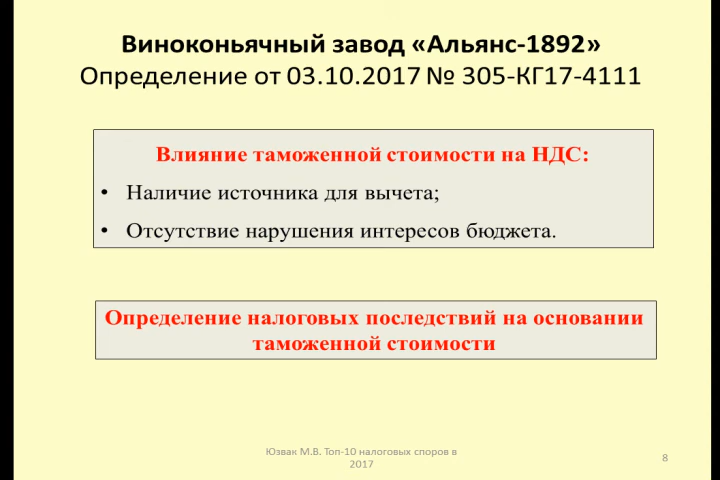 Виноконьячный завод «Альянс-1892»
Определение от 03.10.2017 № 305-КГ17-4111
Влияние таможенной стоимости на НДС:
• Наличие источника для вычета;
• Отсутствие нарушения интересов бюджета.
Определение налоговых последствий на основании
таможенной стоимости
Юзвак М.В. Топ-10 налоговых споров в
2017
8